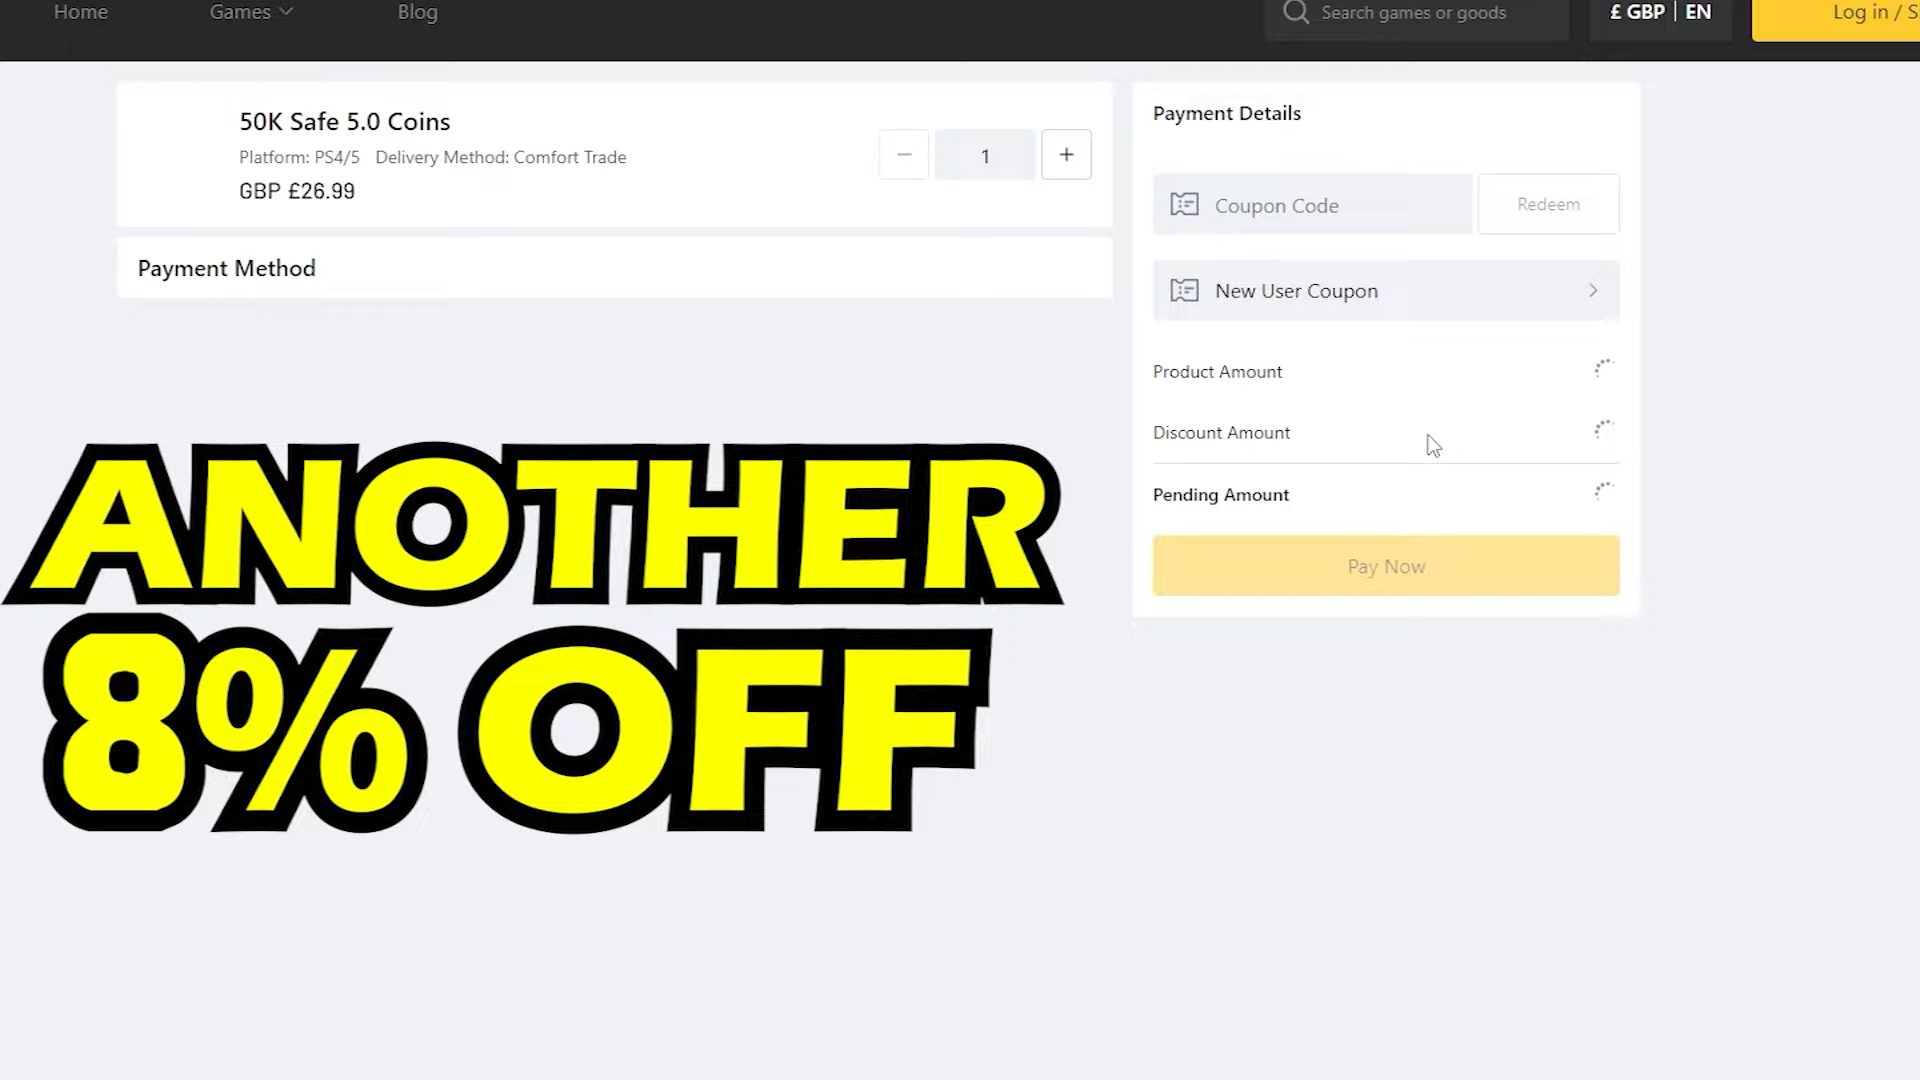 Home Games Blog Search games or goods £ GBP | EN Log in / S
50K Safe 5.0 Coins
Platform: PS4/5 Delivery Method: Comfort Trade
GBP £26.99
1
Payment Method
Payment Details
Coupon Code Redeem
New User Coupon
Product Amount
Discount Amount
Pending Amount
Pay Now
ANOTHER
8% OFF